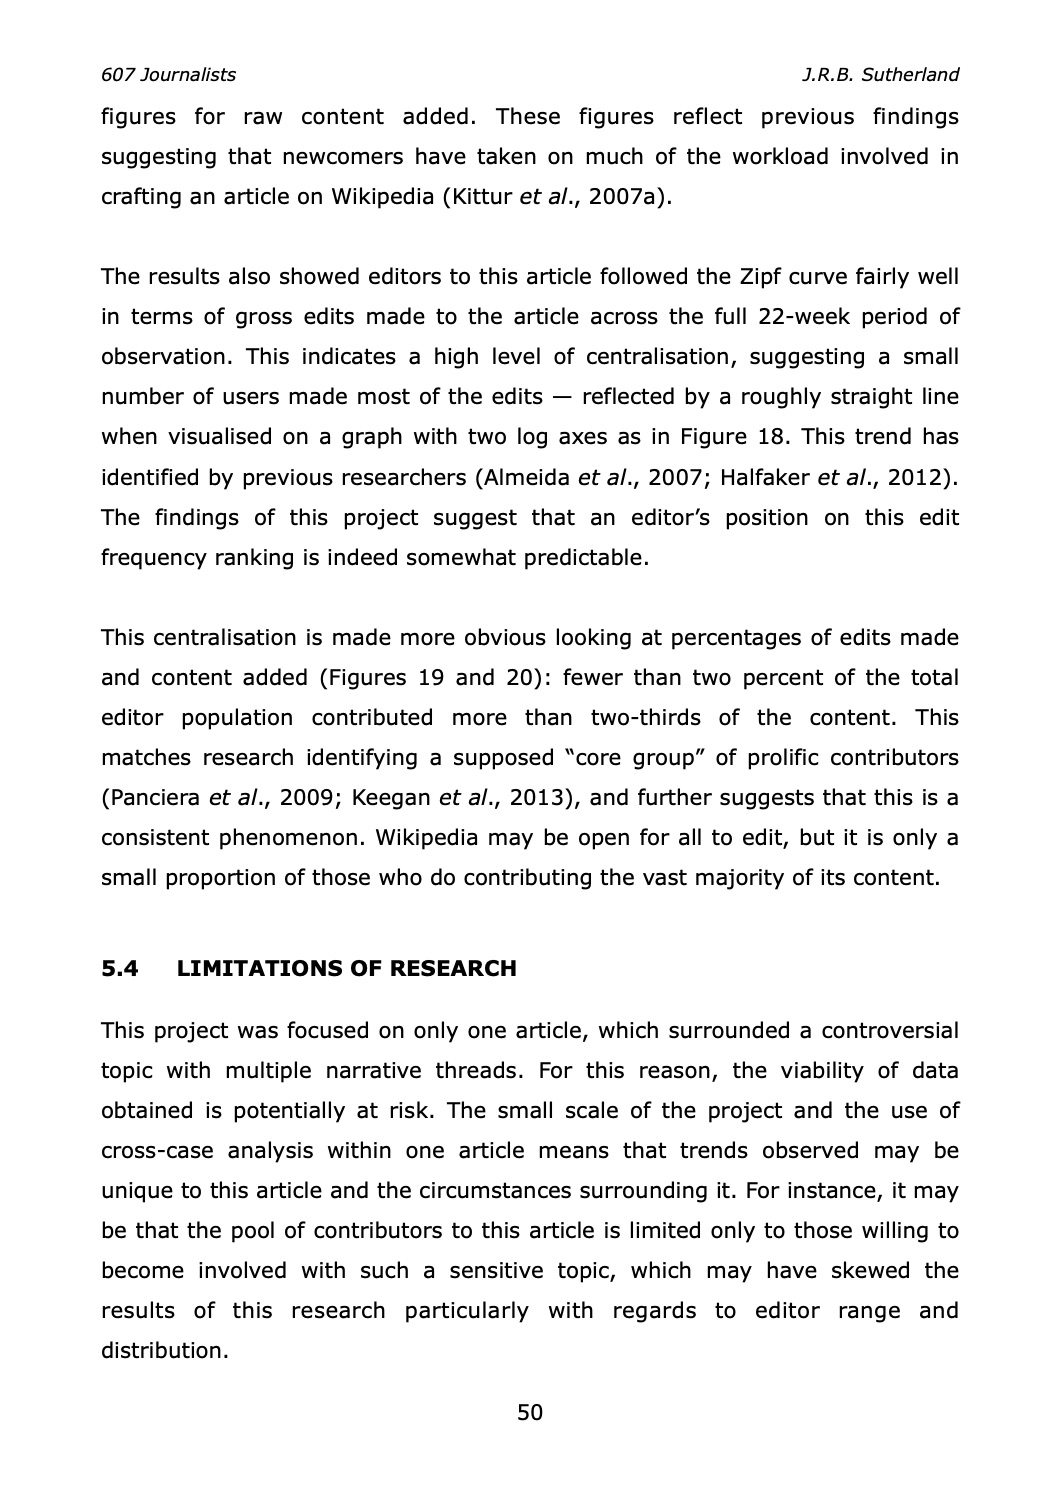 607 Journalists J.R.B. Sutherland
figures for raw content added. These figures reflect previous findings
suggesting that newcomers have taken on much of the workload involved in
crafting an article on Wikipedia (Kittur et al., 2007a).
The results also showed editors to this article followed the Zipf curve fairly well
in terms of gross edits made to the article across the full 22-week period of
observation. This indicates a high level of centralisation, suggesting a small
number of users made most of the edits — reflected by a roughly straight line
when visualised on a graph with two log axes as in Figure 18. This trend has
identified by previous researchers (Almeida et al., 2007; Halfaker et al., 2012).
The findings of this project suggest that an editor’s position on this edit
frequency ranking is indeed somewhat predictable.
This centralisation is made more obvious looking at percentages of edits made
and content added (Figures 19 and 20): fewer than two percent of the total
editor population contributed more than two-thirds of the content. This
matches research identifying a supposed “core group” of prolific contributors
(Panciera et al., 2009; Keegan et al., 2013), and further suggests that this is a
consistent phenomenon. Wikipedia may be open for all to edit, but it is only a
small proportion of those who do contributing the vast majority of its content.
5.4 LIMITATIONS OF RESEARCH
This project was focused on only one article, which surrounded a controversial
topic with multiple narrative threads. For this reason, the viability of data
obtained is potentially at risk. The small scale of the project and the use of
cross-case analysis within one article means that trends observed may be
unique to this article and the circumstances surrounding it. For instance, it may
be that the pool of contributors to this article is limited only to those willing to
become involved with such a sensitive topic, which may have skewed the
results of this research particularly with regards to editor range and
distribution.
50